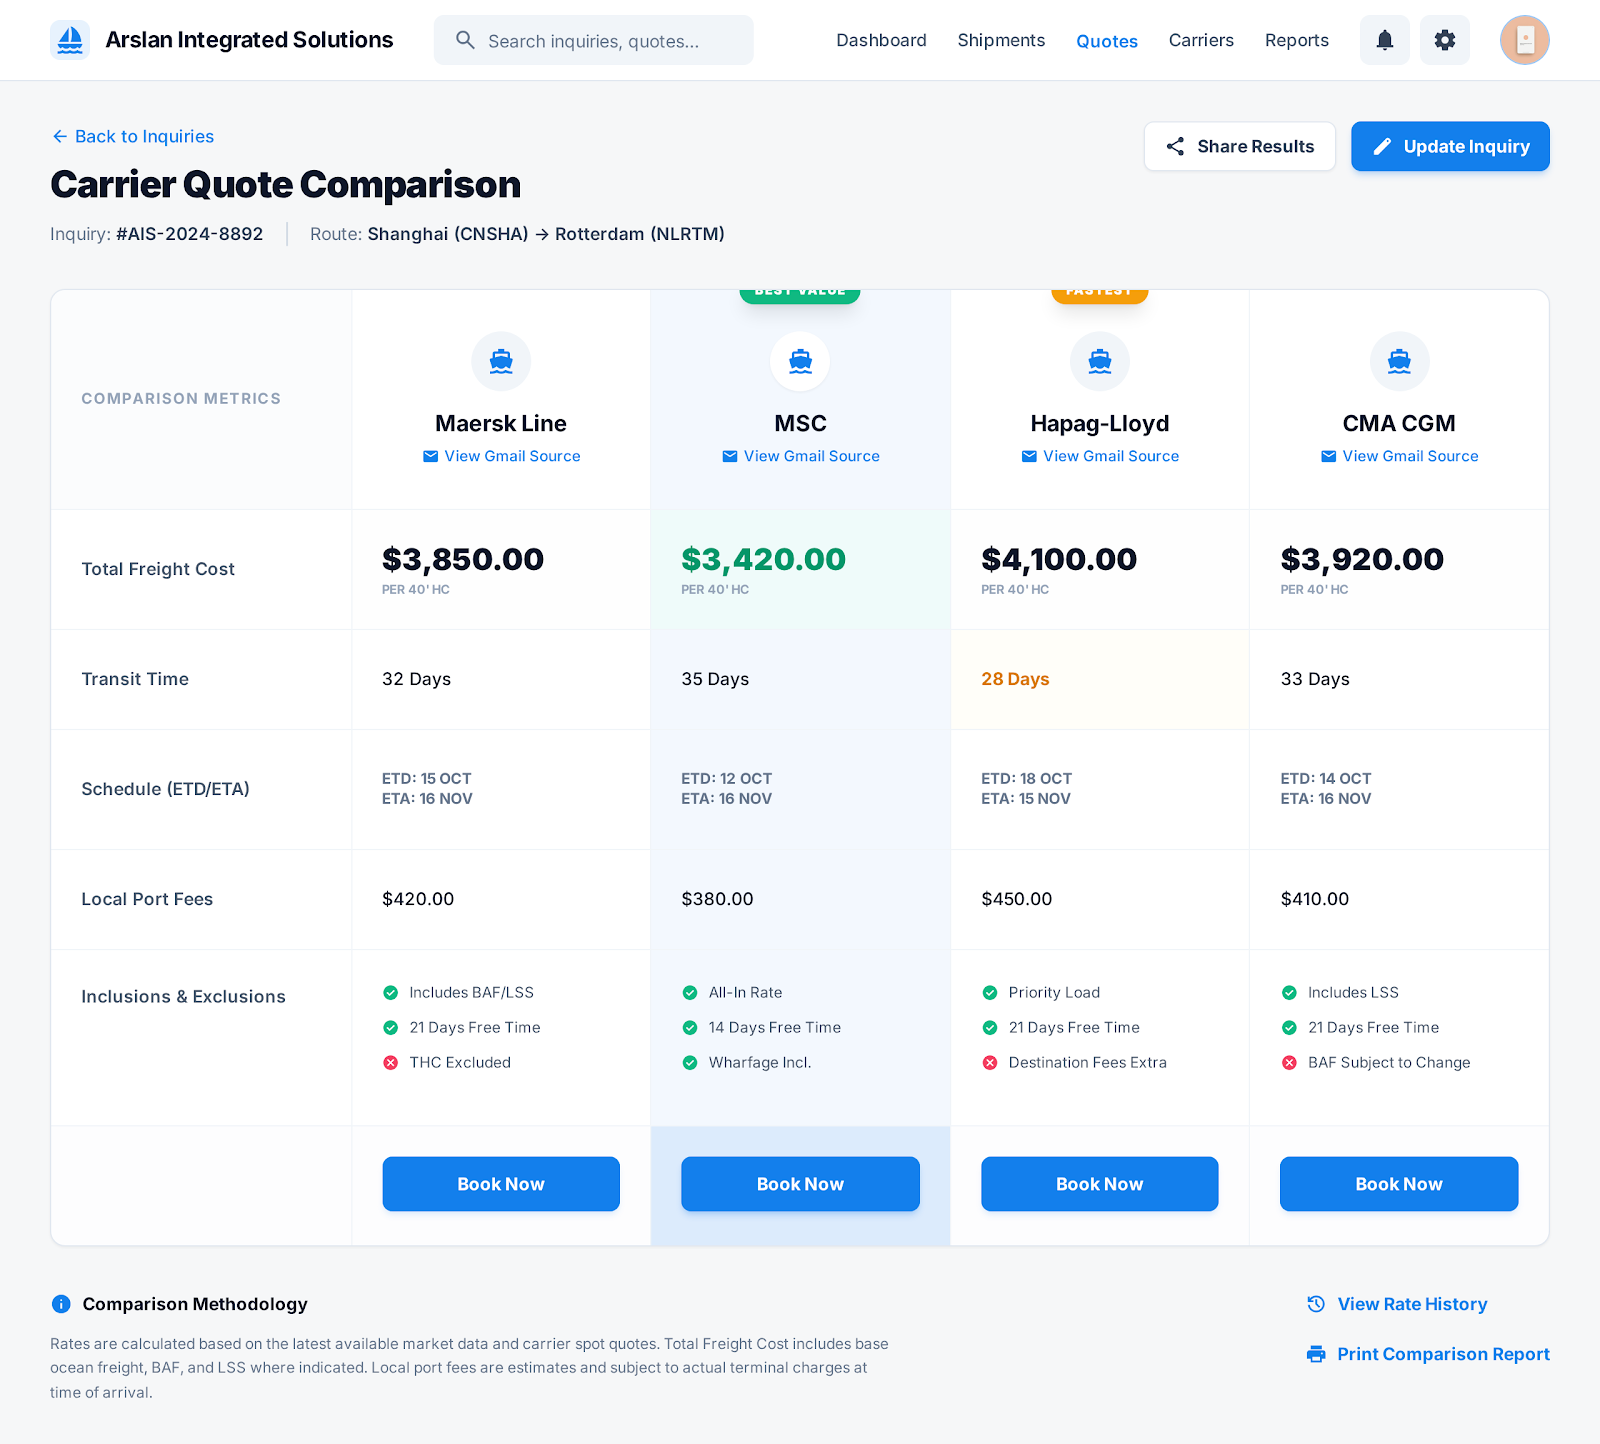 Arslan Integrated Solutions
Search inquiries, quotes...
Dashboard
Shipments
Quotes
Carriers
Reports
Back to Inquiries
Share Results
Update Inquiry
Carrier Quote Comparison
Inquiry: #AIS-2024-8892
Route: Shanghai (CNSHA) → Rotterdam (NLRTM)
BEST VALUE
FASTEST
COMPARISON METRICS
Maersk Line
View Gmail Source
MSC
View Gmail Source
Hapag-Lloyd
View Gmail Source
CMA CGM
View Gmail Source
Total Freight Cost
$3,850.00
PER 40' HC
$3,420.00
PER 40' HC
$4,100.00
PER 40' HC
$3,920.00
PER 40' HC
Transit Time
32 Days
35 Days
28 Days
33 Days
Schedule (ETD/ETA)
ETD: 15 OCT
ETA: 16 NOV
ETD: 12 OCT
ETA: 16 NOV
ETD: 18 OCT
ETA: 15 NOV
ETD: 14 OCT
ETA: 16 NOV
Local Port Fees
$420.00
$380.00
$450.00
$410.00
Inclusions & Exclusions
Includes BAF/LSS
21 Days Free Time
THC Excluded
All-In Rate
14 Days Free Time
Wharfage Incl.
Priority Load
21 Days Free Time
Destination Fees Extra
Includes LSS
21 Days Free Time
BAF Subject to Change
Book Now
Book Now
Book Now
Book Now
Comparison Methodology
Rates are calculated based on the latest available market data and carrier spot quotes. Total Freight Cost includes base
ocean freight, BAF, and LSS where indicated. Local port fees are estimates and subject to actual terminal charges at
time of arrival.
View Rate History
Print Comparison Report